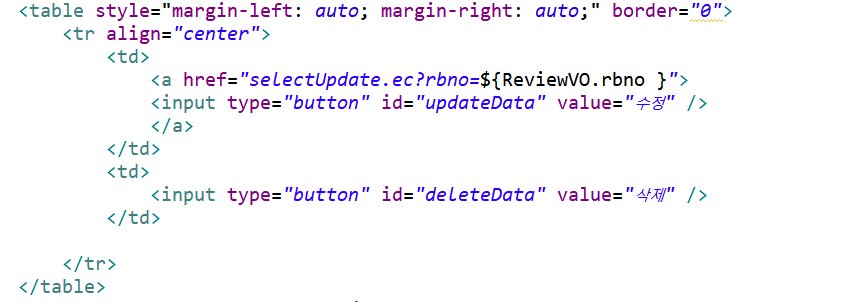 <table style="margin-left: auto; margin-right: auto;" border="0">
<tr align="center">
<td>
<a href="selectUpdate.ec?rbno=${ReviewVO.rbno }">
<input type="button" id="updateData" value="수정" />
</a>
</td>
<td>
<input type="button" id="deleteData" value="삭제" />
</td>
</tr>
</table>